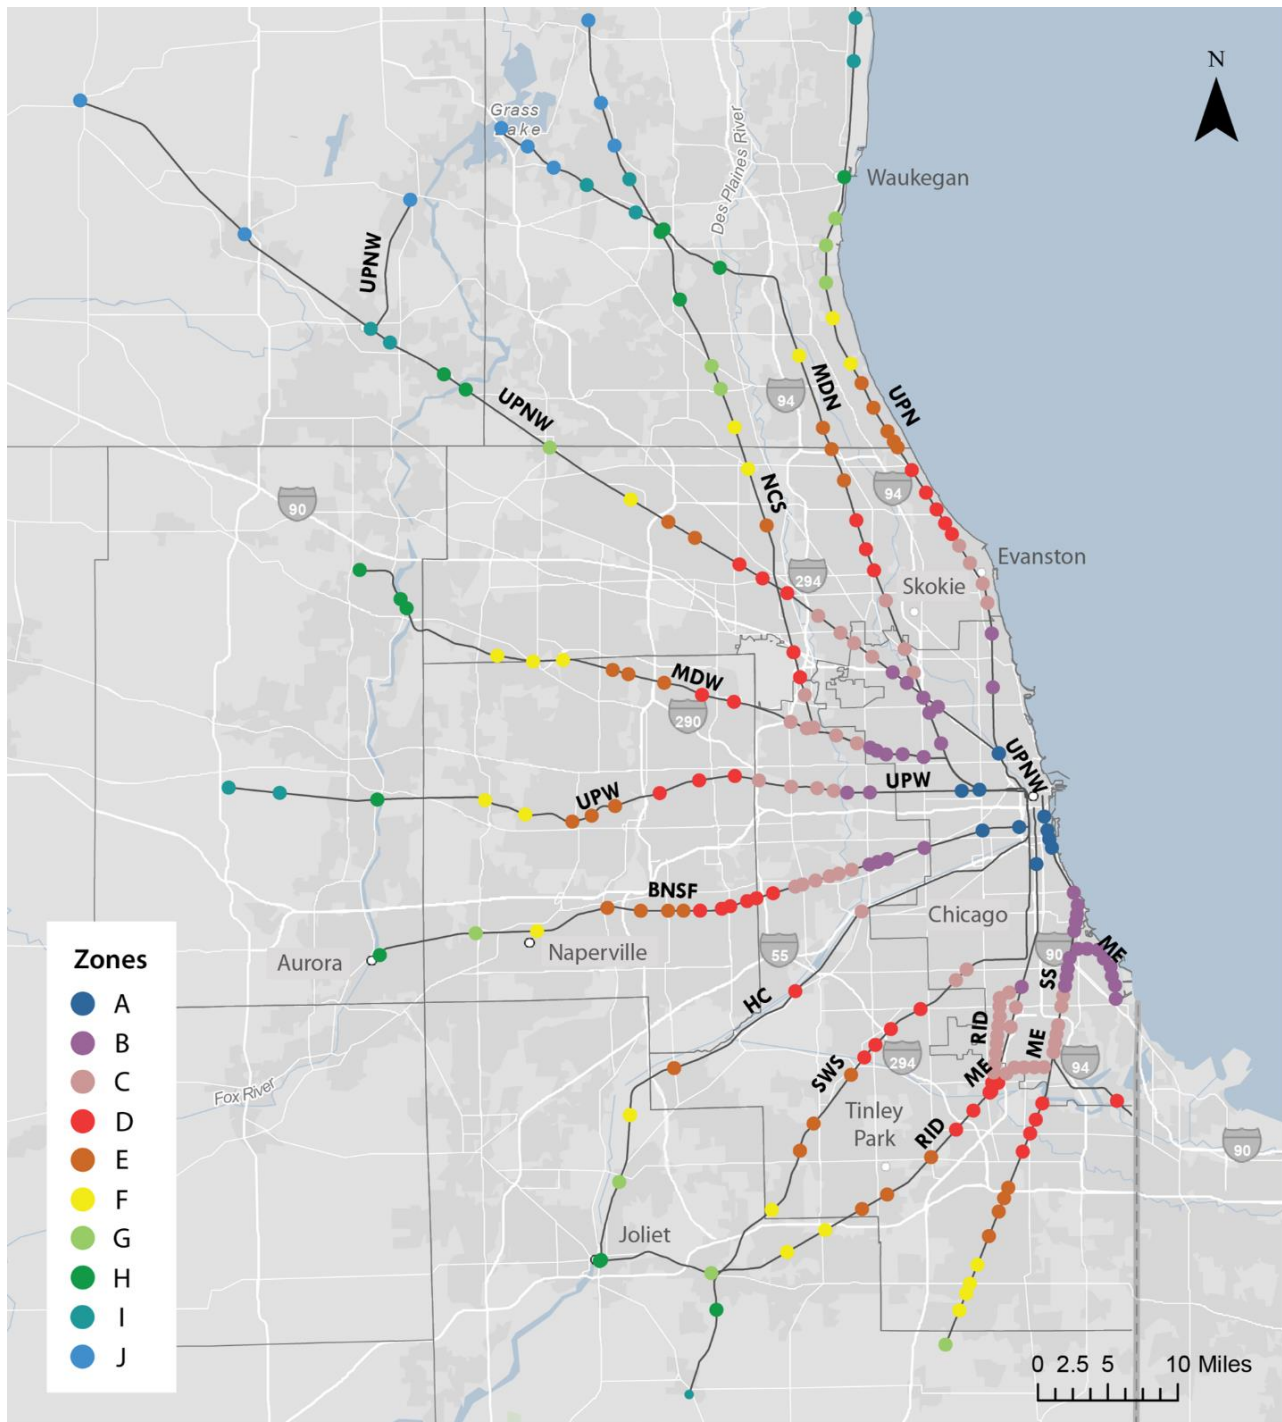 N
Grass
Lake
Des Plaines River
Waukegan
UPNW
UPNW
MDN
94
UPN
NCS
94
90
Evanston
294
Skokie
MDW
290
UPNW
UPW
UPW
BNSF
Chicago
Naperville
Aurora
55
90
ME
SS
HC
RID
ME
294
94
SWS
ME
Fox River
Tinley
Park
RID
90
Joliet
Zones
A
B
C
D
E
F
G
H
I
J
0 2.5 5 10 Miles